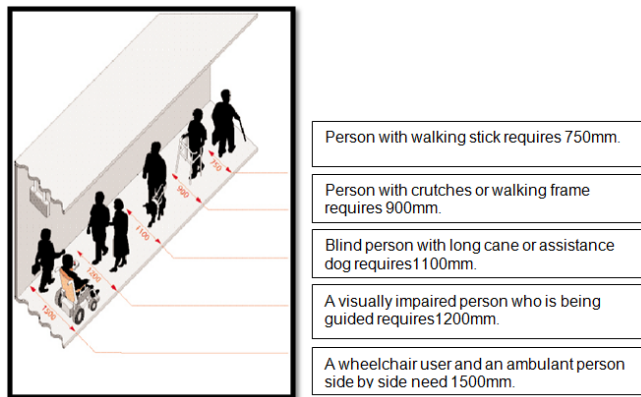 750
900
1100
1200
1500
Person with walking stick requires 750mm.
Person with crutches or walking frame
requires 900mm.
Blind person with long cane or assistance
dog requires1100mm.
A visually impaired person who is being
guided requires1200mm.
A wheelchair user and an ambulant person
side by side need 1500mm.